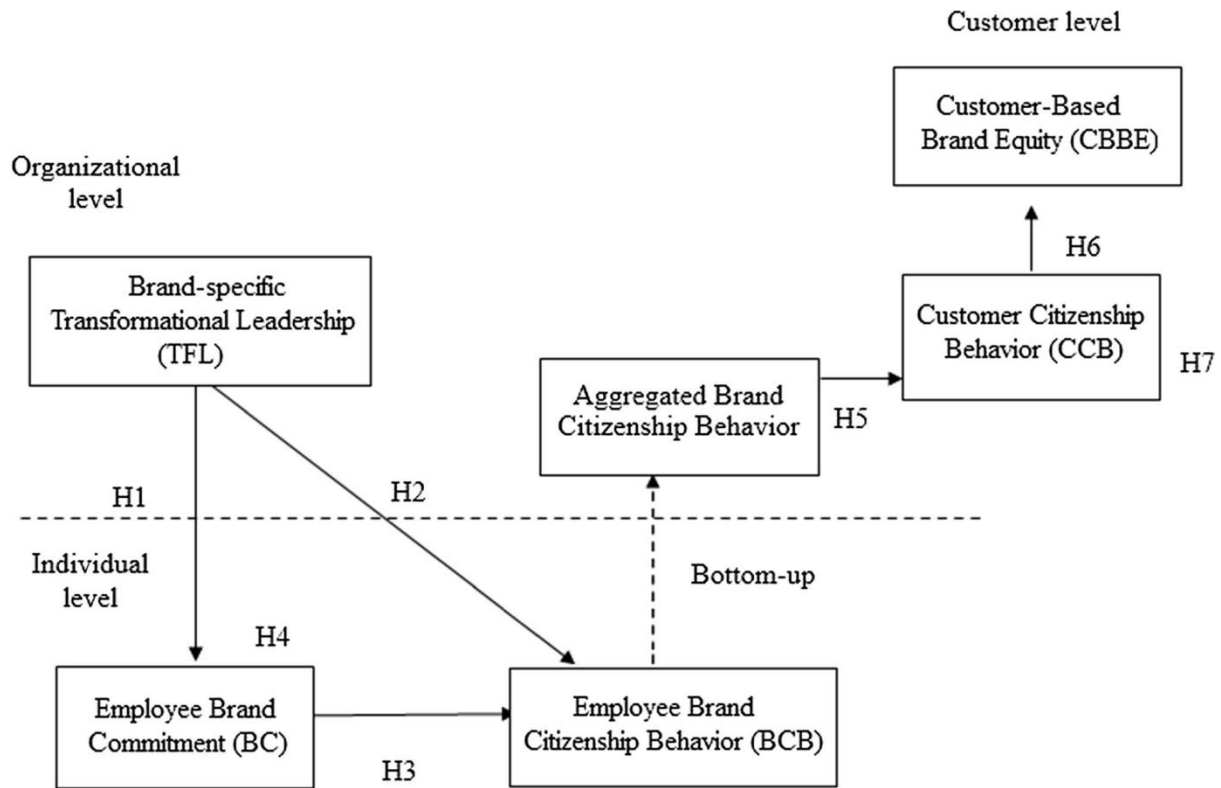 Customer level
Customer-Based
Brand Equity (CBBE)
Organizational
level
H6
Brand-specific
Transformational Leadership
(TFL)
Customer Citizenship
Behavior (CCB)
H7
Aggregated Brand
Citizenship Behavior
H5
H1
H2
Individual
level
Bottom-up
H4
Employee Brand
Commitment (BC)
Employee Brand
Citizenship Behavior (BCB)
H3